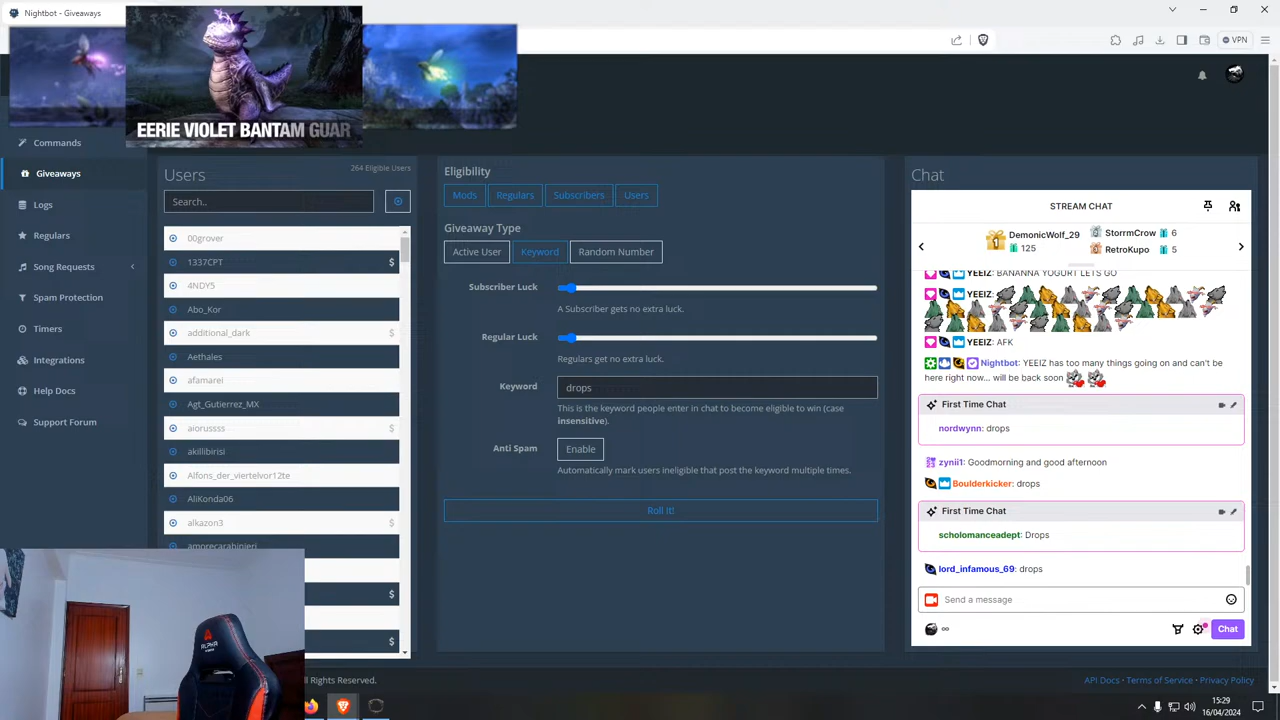 Nightbot - Giveaways
VPN
EERIE VIOLET BANTAM GUAR
Commands
Giveaways
Logs
Regulars
Song Requests
Spam Protection
Timers
Integrations
Help Docs
Support Forum
Users
264 Eligible Users
Search..
00grover
1337CPT $
4NDY5
Abo_Kor
additional_dark $
Aethales
afamarei
Agt_Gutierrez_MX
aiorussss $
akillibirisi
Alfons_der_viertelvor12te
AliKonda06
alkazon3 $
amorecarabinieri
$
$
Eligibility
Mods Regulars Subscribers Users
Giveaway Type
Active User Keyword Random Number
Subscriber Luck
A Subscriber gets no extra luck.
Regular Luck
Regulars get no extra luck.
Keyword
drops
This is the keyword people enter in chat to become eligible to win (case
insensitive).
Anti Spam
Enable
Automatically mark users ineligible that post the keyword multiple times.
Roll It!
Chat
STREAM CHAT
1 DemonicWolf_29
125
2 StorrmCrow 6
3 RetroKupo 5
YEEIZ: BANANNA YOGURT LETS GO
YEEIZ:
YEEIZ: AFK
Nightbot: YEEIZ has too many things going on and can't be
here right now... will be back soon
First Time Chat
nordwynn: drops
zynii1: Goodmorning and good afternoon
Boulderkicker: drops
First Time Chat
scholomanceadept: Drops
lord_infamous_69: drops
Send a message
∞
Chat
ll Rights Reserved.
API Docs · Terms of Service · Privacy Policy
ALPHA
15:29
16/04/2024